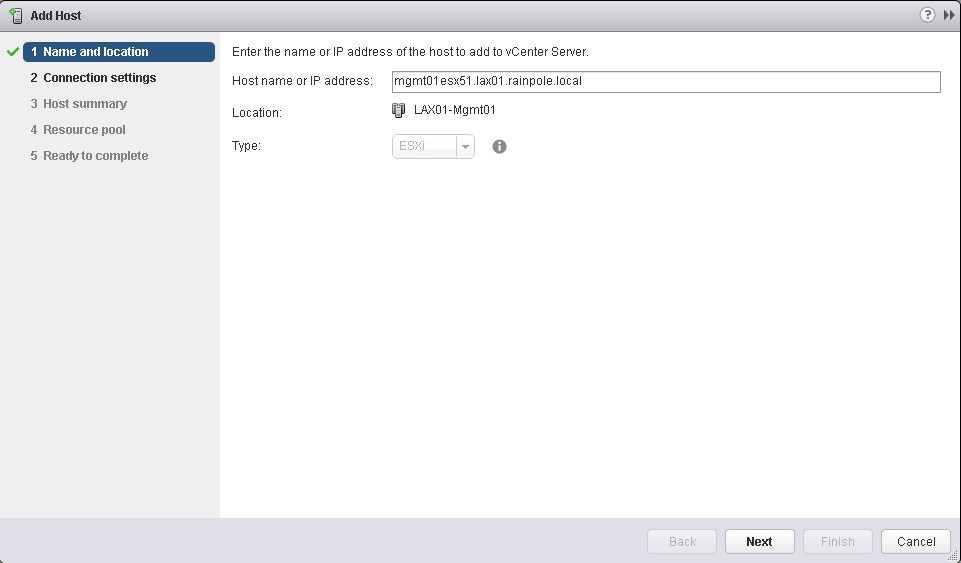 Add Host
1 Name and location
2 Connection settings
3 Host summary
4 Resource pool
5 Ready to complete
Enter the name or IP address of the host to add to vCenter Server.
Host name or IP address: mgmt01esx51.lax01.rainpole.local
Location: LAX01-Mgmt01
Type: ESXi
Back Next Finish Cancel